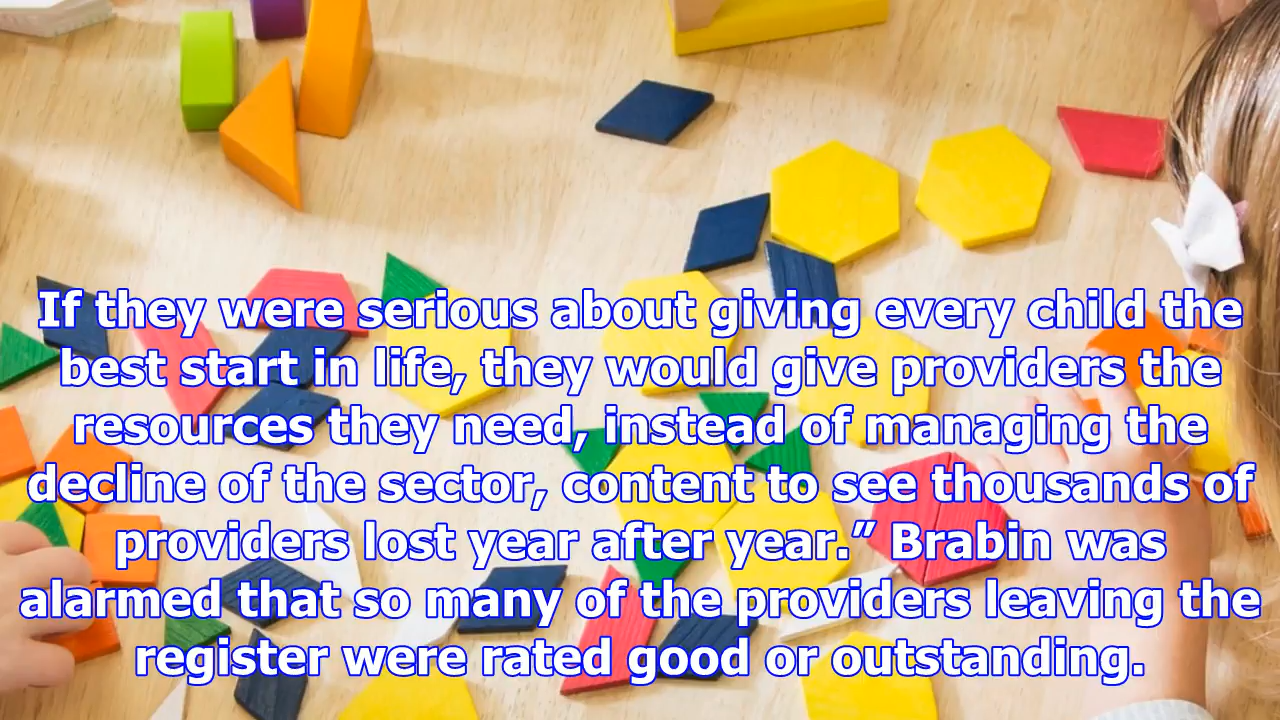 If they were serious about giving every child the
best start in life, they would give providers the
resources they need, instead of managing the
decline of the sector, content to see thousands of
providers lost year after year.” Brabin was
alarmed that so many of the providers leaving the
register were rated good or outstanding.